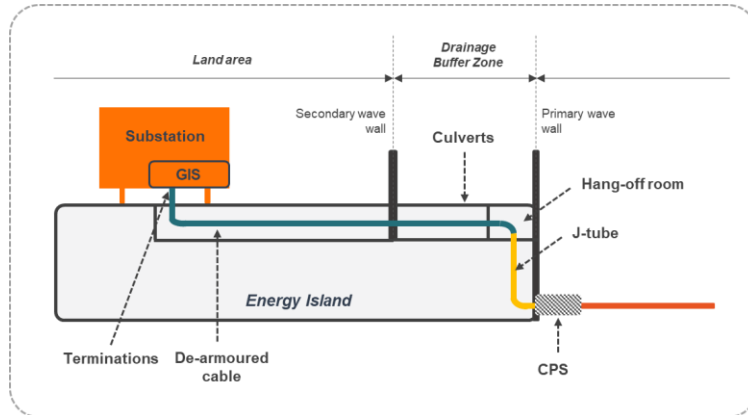 Drainage
Land area
Buffer Zone
Secondary wave
wall
Primary wave
wall
Culverts
Substation
GIS
Hang-off room
J-tube
Energy Island
Terminations
De-armoured
cable
CPS